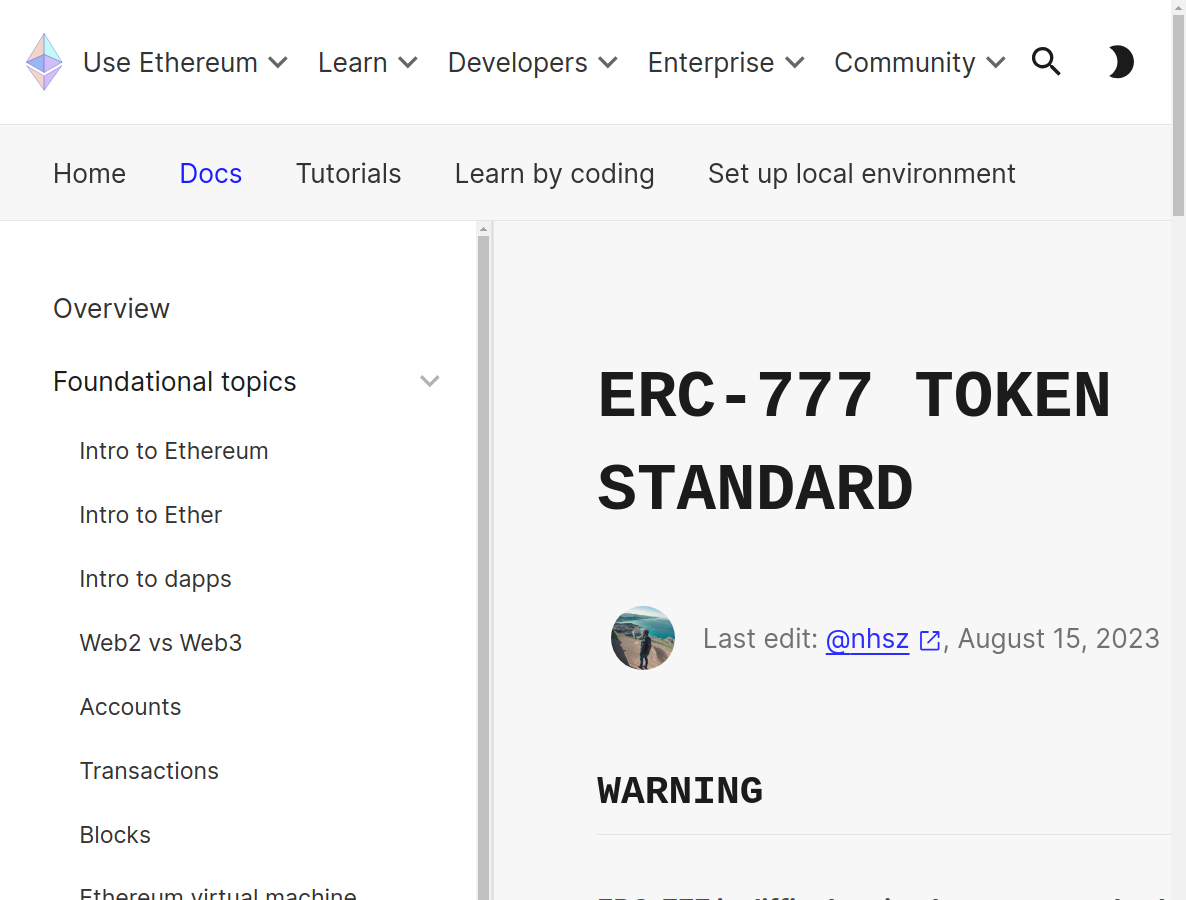 Use Ethereum Learn Developers Enterprise Community
Home Docs Tutorials Learn by coding Set up local environment
Overview
Foundational topics
Intro to Ethereum
Intro to Ether
Intro to dapps
Web2 vs Web3
Accounts
Transactions
Blocks
Ethereum virtual machine
ERC-777 TOKEN
STANDARD
Last edit: @nhsz, August 15, 2023
WARNING